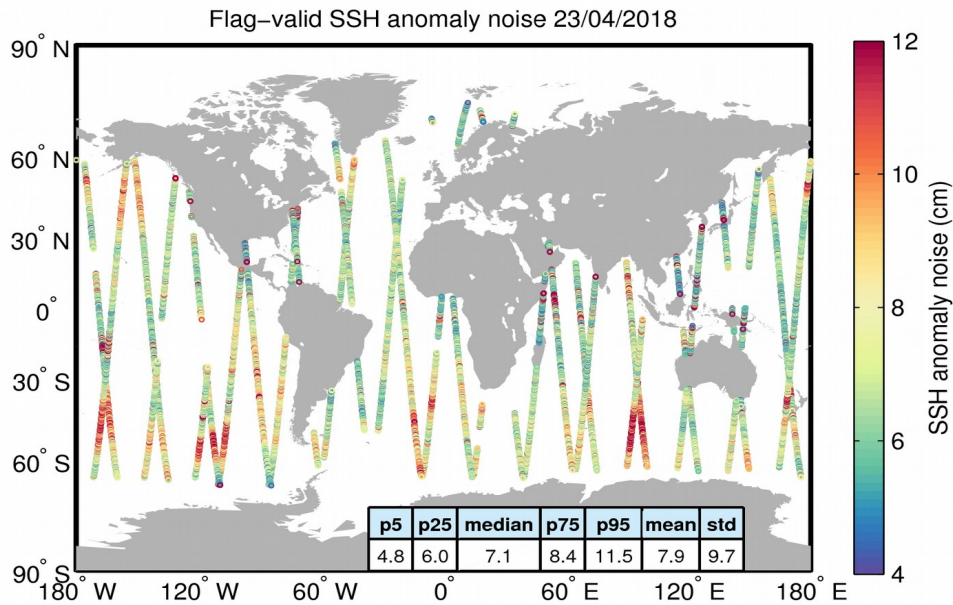 Flag−valid SSH anomaly noise 23/04/2018
90° N
60° N
30° N
0°
30° S
60° S
90° S
180° W
120° W
60° W
0°
60° E
120° E
180° E
p5 p25 median p75 p95 mean std
4.8 6.0 7.1 8.4 11.5 7.9 9.7
12
10
8
6
4
SSH anomaly noise (cm)